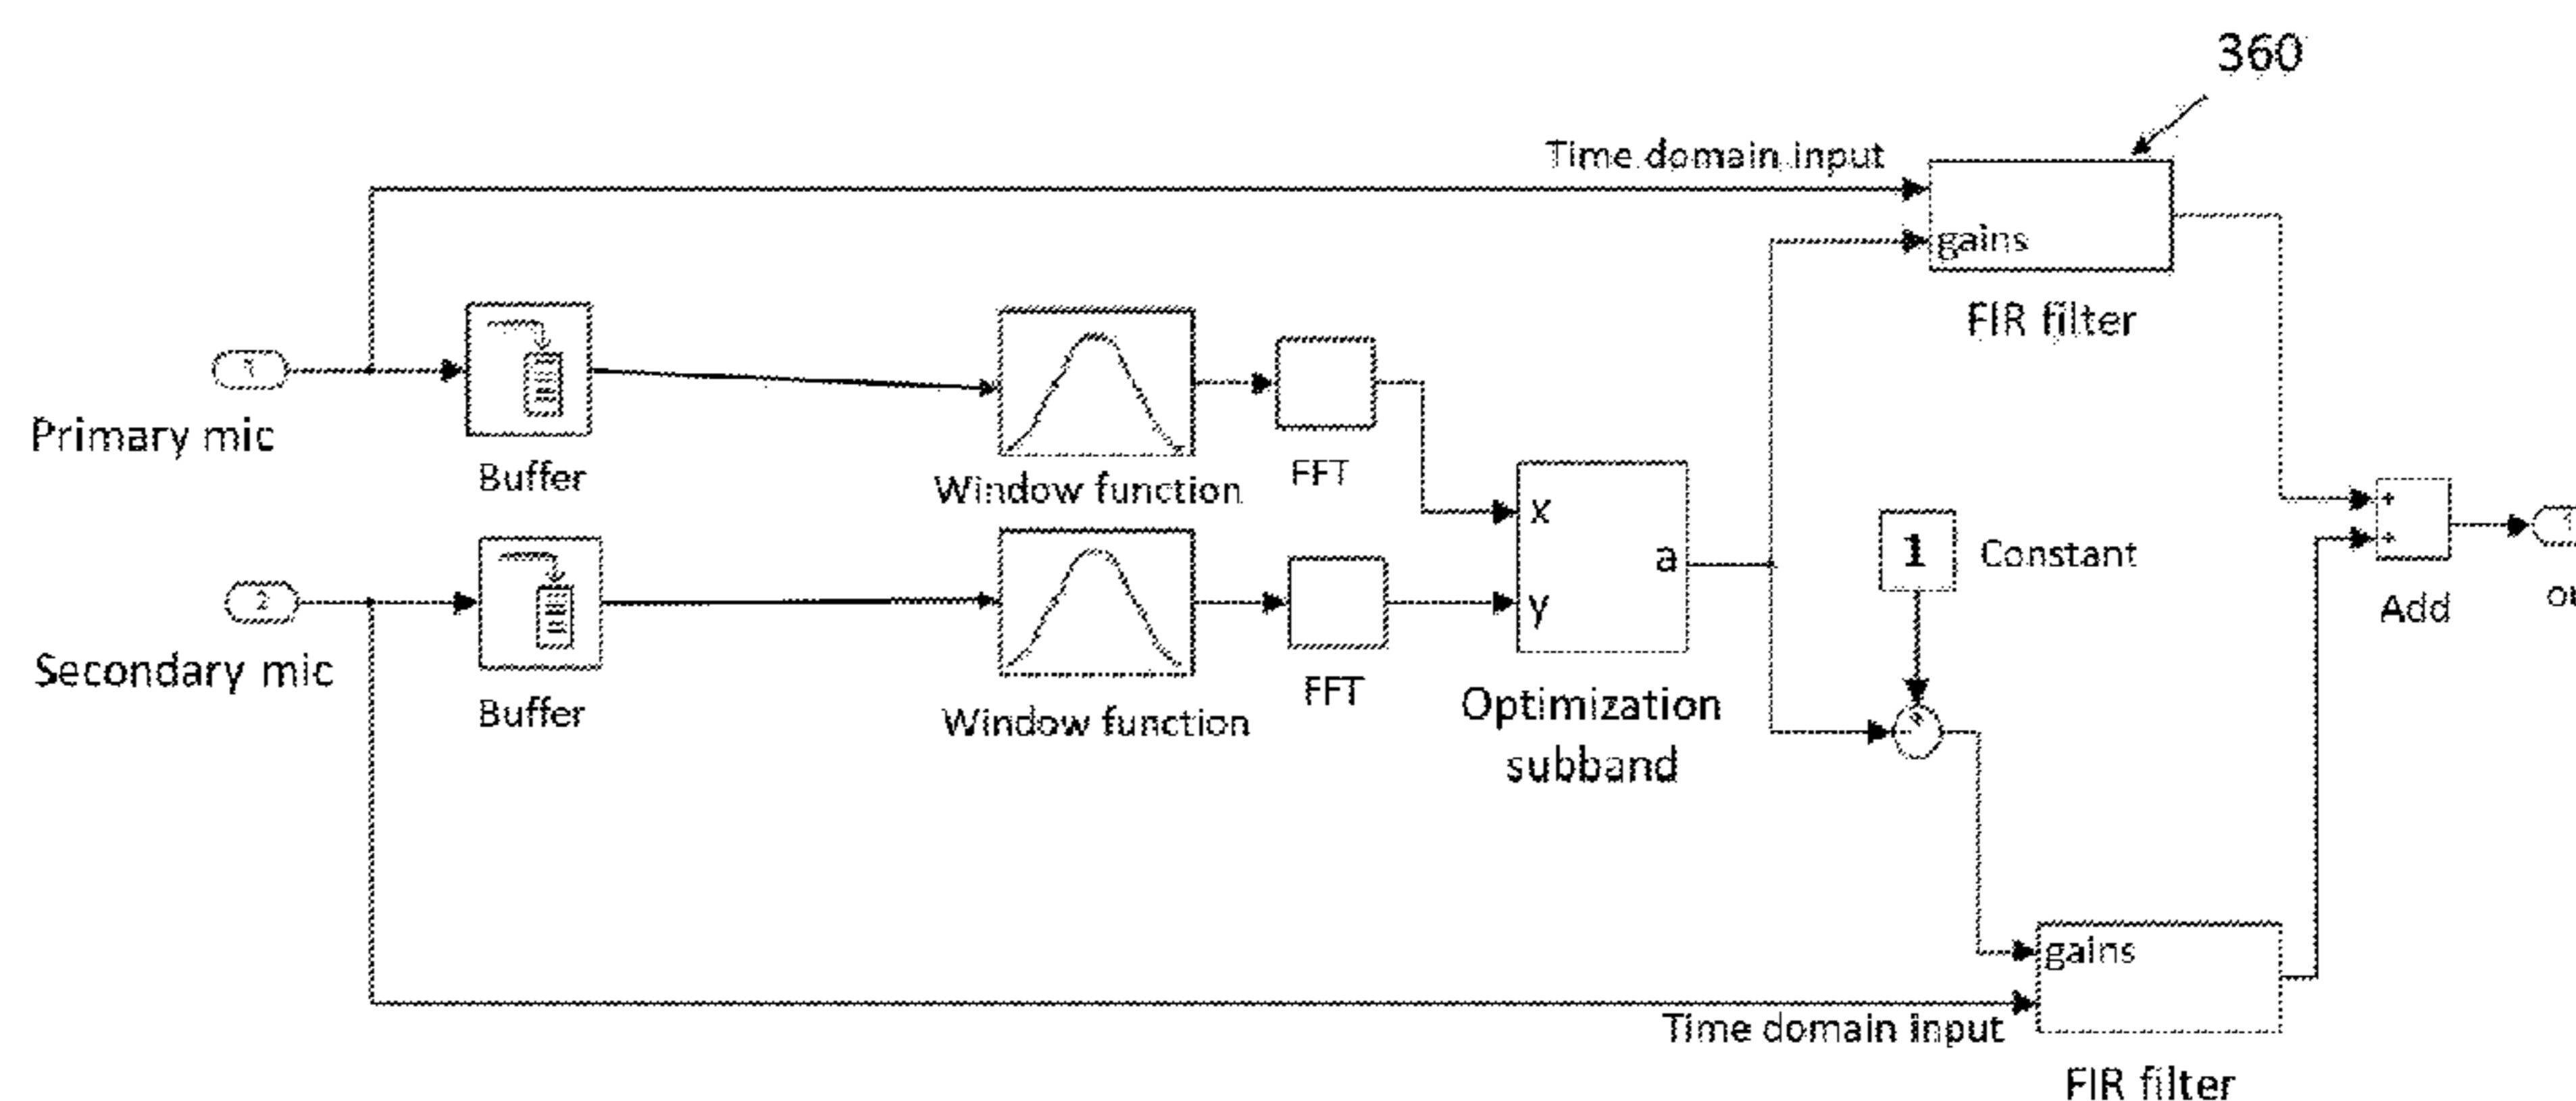 360
Time domain input
gains
FIR filter
Primary mic
Buffer
Window function
FFT
x
1
Constant
a
+
+
2
y
Add
Secondary mic
Buffer
Window function
FFT
Optimization
subband
gains
Time domain input
FIR filter